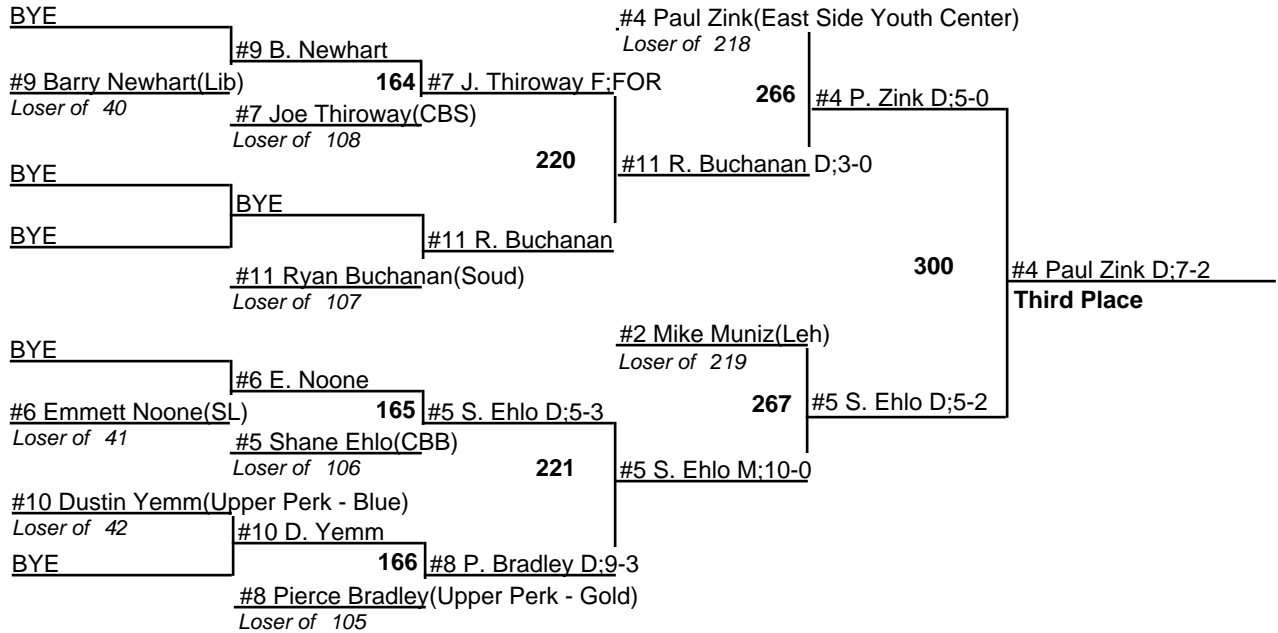 BYE
#4 Paul Zink(East Side Youth Center)
Loser of 218
#9 B. Newhart
#9 Barry Newhart(Lib)
Loser of 40
164
#7 J. Thiroway F;FOR
266
#4 P. Zink D;5-0
#7 Joe Thiroway(CBS)
Loser of 108
220
#11 R. Buchanan D;3-0
BYE
BYE
BYE
#11 R. Buchanan
#11 Ryan Buchanan(Soud)
Loser of 107
300
#4 Paul Zink D;7-2
Third Place
#2 Mike Muniz(Leh)
Loser of 219
BYE
#6 E. Noone
#6 Emmett Noone(SL)
Loser of 41
165
#5 S. Ehlo D;5-3
267
#5 S. Ehlo D;5-2
#5 Shane Ehlo(CBB)
Loser of 106
221
#5 S. Ehlo M;10-0
#10 Dustin Yemm(Upper Perk - Blue)
Loser of 42
#10 D. Yemm
BYE
166
#8 P. Bradley D;9-3
#8 Pierce Bradley(Upper Perk - Gold)
Loser of 105